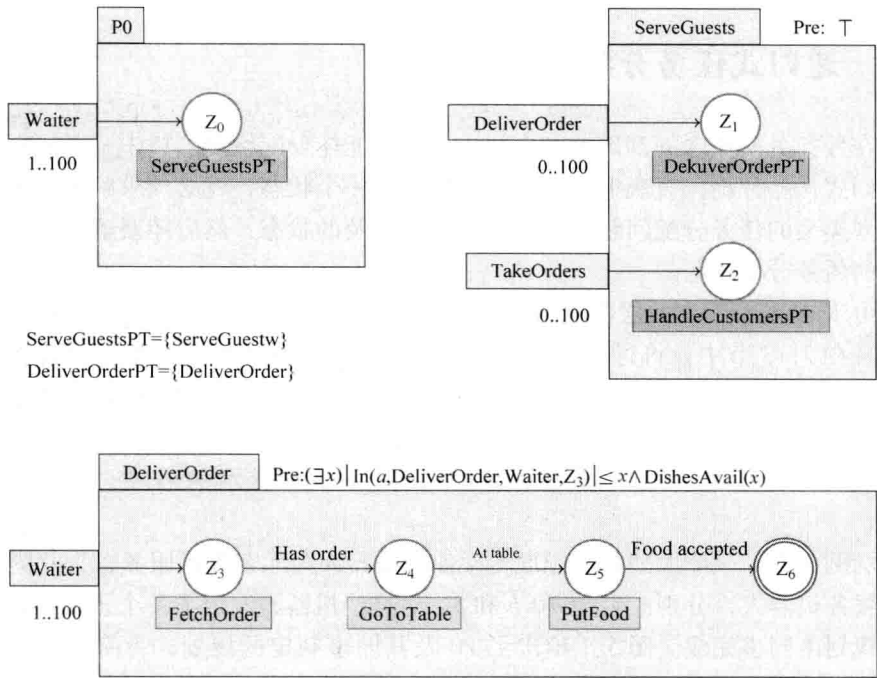 P0
Waiter
1..100
Z₀
ServeGuestsPT
ServeGuests
Pre: ⊤
DeliverOrder
0..100
Z₁
DekuverOrderPT
TakeOrders
0..100
Z₂
HandleCustomersPT
ServeGuestsPT={ServeGuestw}
DeliverOrderPT={DeliverOrder}
DeliverOrder
Pre:(∃x)|In(a,DeliverOrder,Waiter,Z₃)|≤x∧DishesAvail(x)
Waiter
1..100
Z₃
FetchOrder
Has order
Z₄
GoToTable
At table
Z₅
PutFood
Food accepted
Z₆